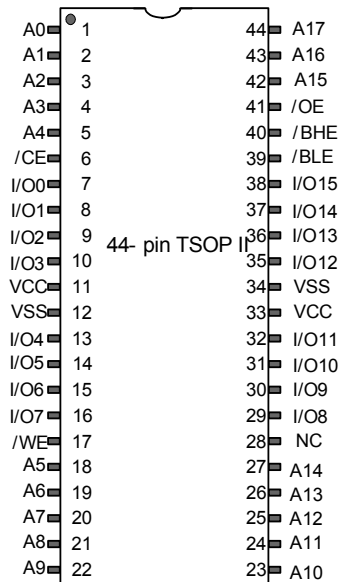 A0 1 44 A17
A1 2 43 A16
A2 3 42 A15
A3 4 41 /OE
A4 5 40 /BHE
/CE 6 39 /BLE
I/O0 7 38 I/O15
I/O1 8 37 I/O14
I/O2 9 44- pin TSOP II 36 I/O13
I/O3 10 35 I/O12
VCC 11 34 VSS
VSS 12 33 VCC
I/O4 13 32 I/O11
I/O5 14 31 I/O10
I/O6 15 30 I/O9
I/O7 16 29 I/O8
/WE 17 28 NC
A5 18 27 A14
A6 19 26 A13
A7 20 25 A12
A8 21 24 A11
A9 22 23 A10